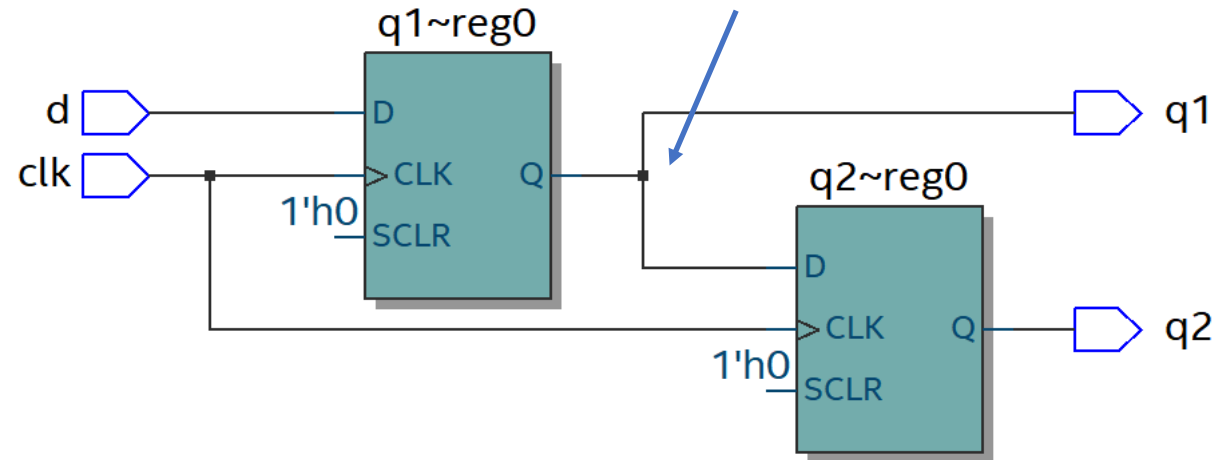 q1~reg0
d
D
q1
clk
CLK
Q
q2~reg0
1'h0
SCLR
D
CLK
Q
q2
1'h0
SCLR